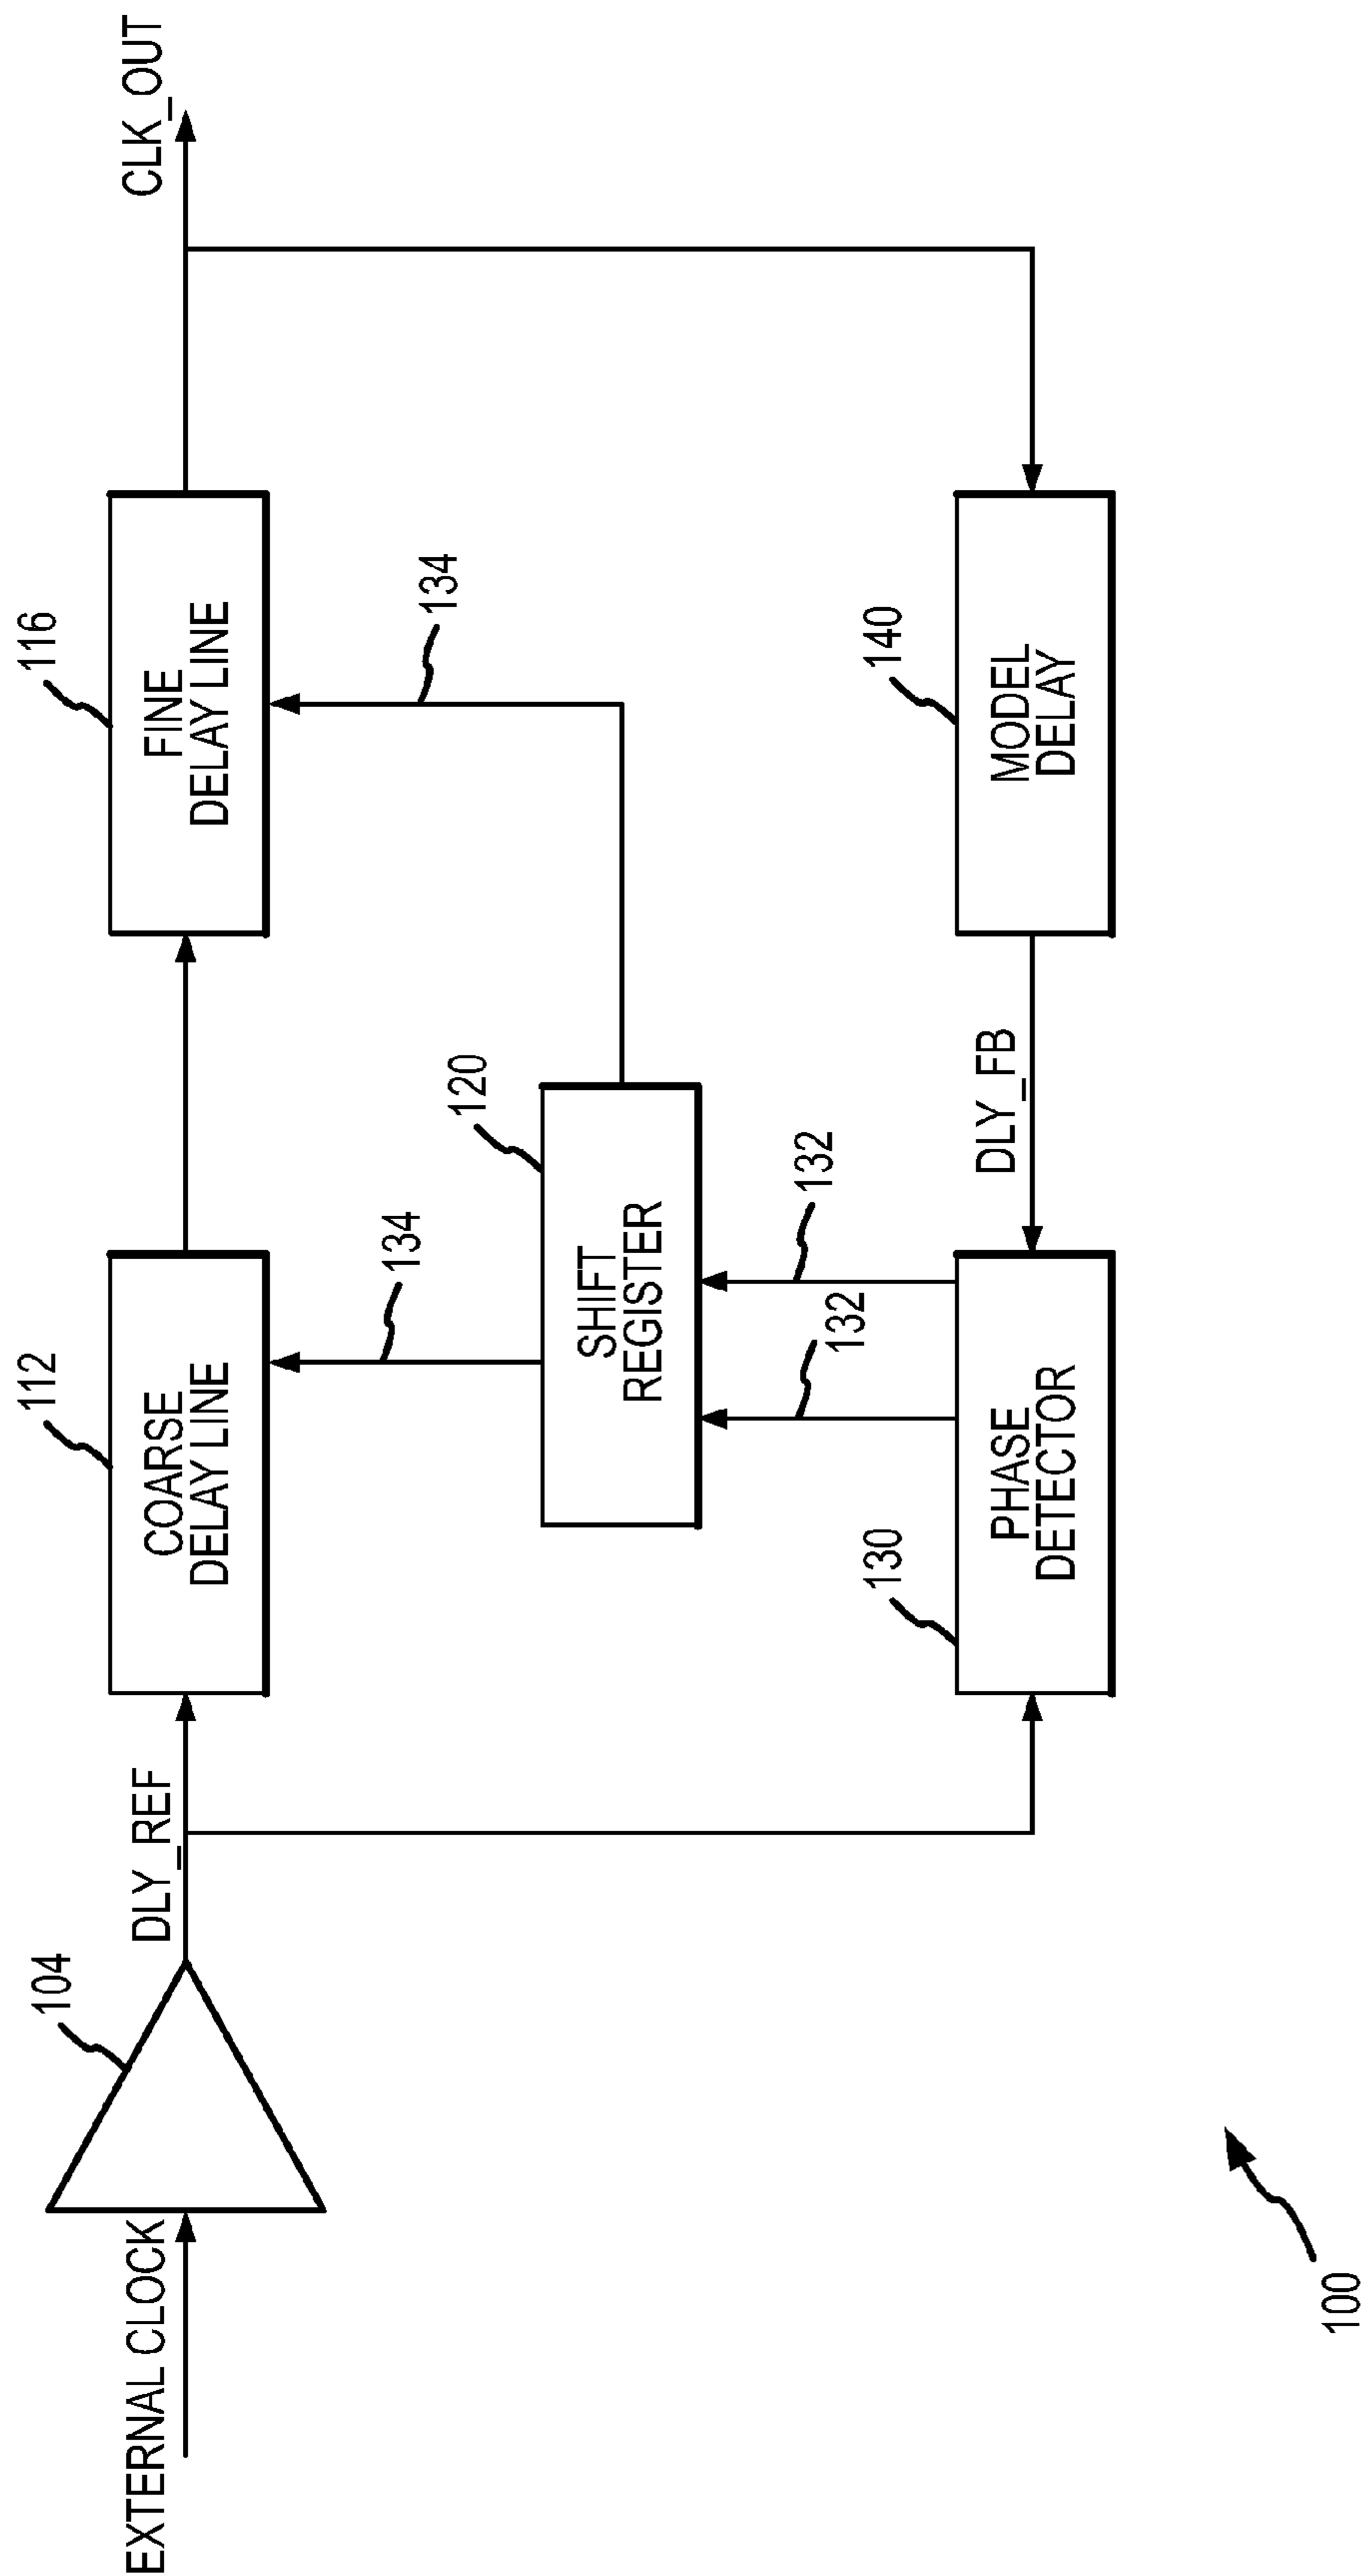 EXTERNAL CLOCK
104
DLY_REF
112
COARSE
DELAY LINE
116
FINE
DELAY LINE
CLK_OUT
134
134
120
SHIFT
REGISTER
132
132
130
PHASE
DETECTOR
DLY_FB
140
MODEL
DELAY
100